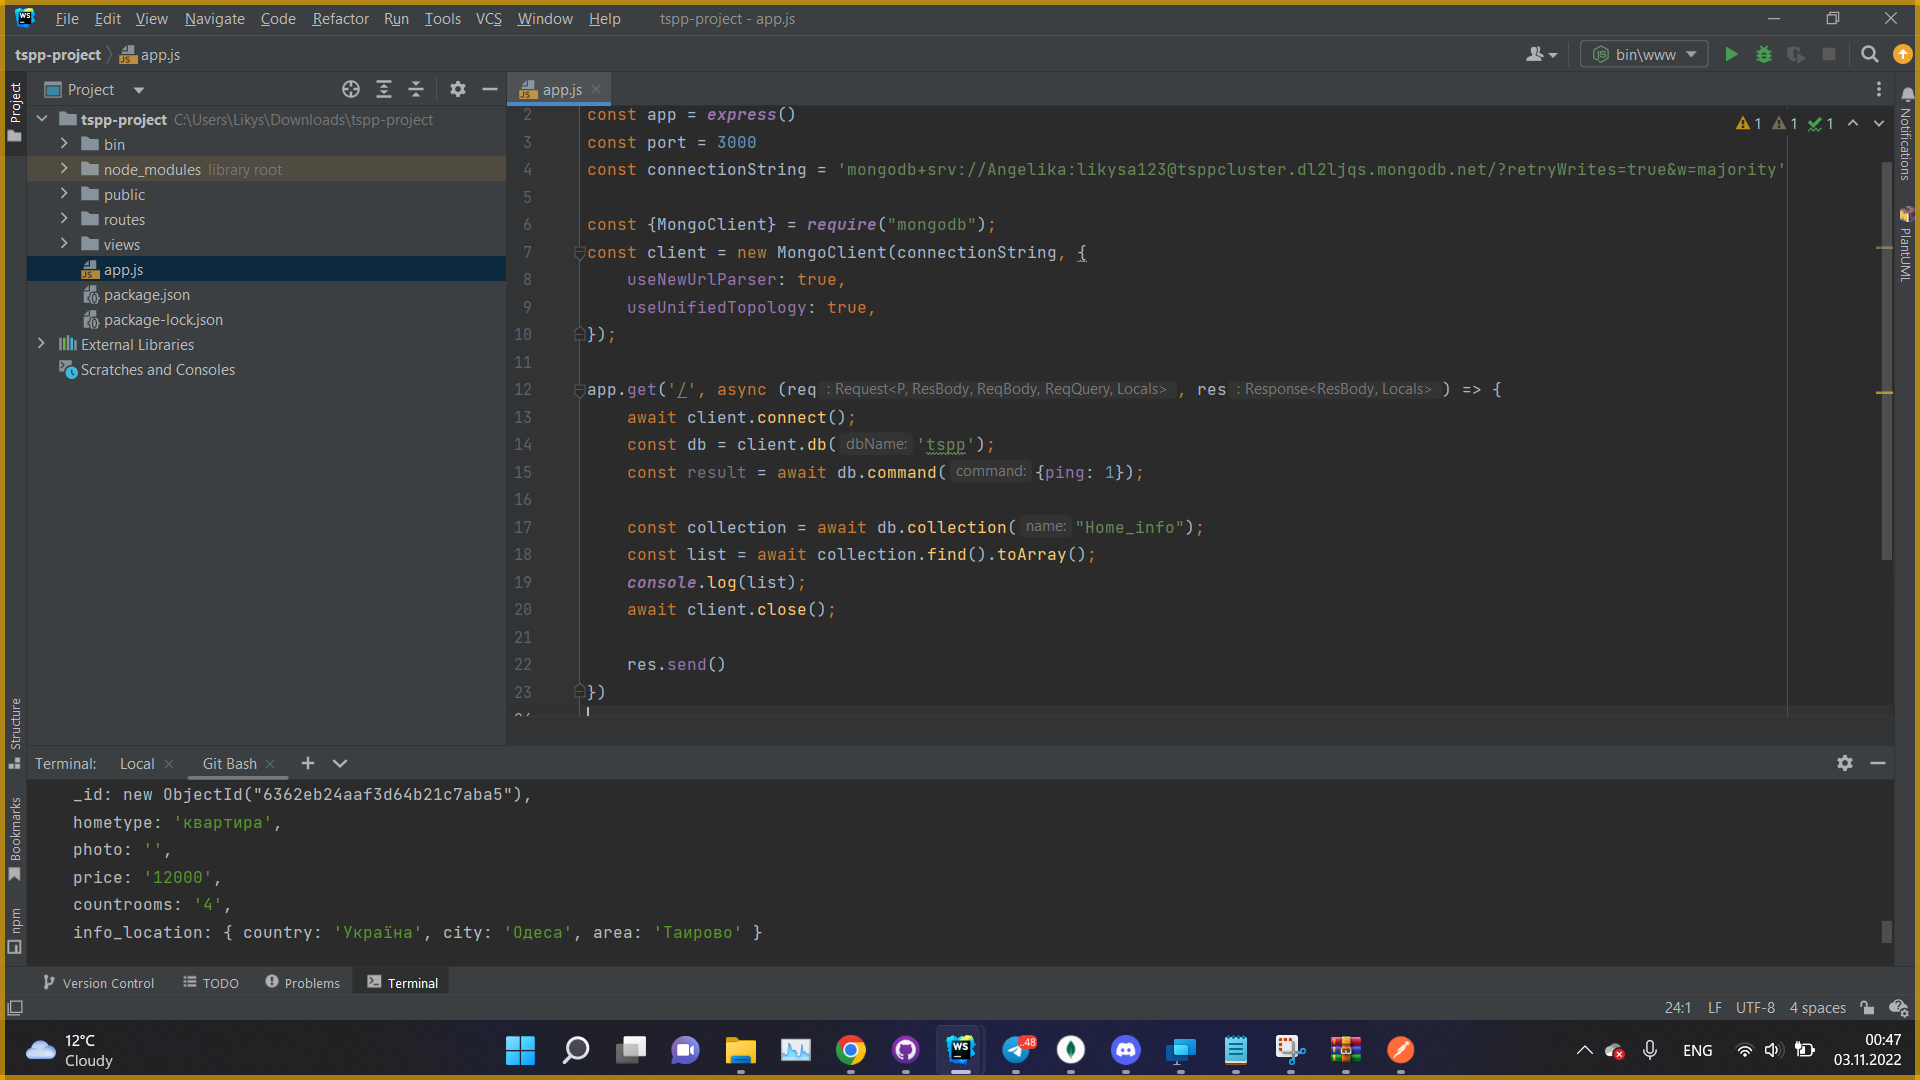 File Edit View Navigate Code Refactor Run Tools VCS Window Help tspp-project - app.js
tspp-project app.js
bin\www
Project
app.js
tspp-project C:\Users\Likys\Downloads\tspp-project
bin
node_modules library root
public
routes
views
app.js
package.json
package-lock.json
External Libraries
Scratches and Consoles
Project
Structure
Bookmarks
npm
Notifications
PlantUML
1 1 1
2 const app = express()
3 const port = 3000
4 const connectionString = 'mongodb+srv://Angelika:likysa123@tsppcluster.dl2ljqs.mongodb.net/?retryWrites=true&w=majority'
5
6 const {MongoClient} = require("mongodb");
7 const client = new MongoClient(connectionString, {
8 useNewUrlParser: true,
9 useUnifiedTopology: true,
10 });
11
12 app.get('/', async (req : Request<P, ResBody, ReqBody, ReqQuery, Locals> , res : Response<ResBody, Locals> ) => {
13 await client.connect();
14 const db = client.db( dbName: 'tspp');
15 const result = await db.command( command: {ping: 1});
16
17 const collection = await db.collection( name: "Home_info");
18 const list = await collection.find().toArray();
19 console.log(list);
20 await client.close();
21
22 res.send()
23 })
Terminal: Local Git Bash
_id: new ObjectId("6362eb24aaf3d64b21c7aba5"),
hometype: 'квартира',
photo: '',
price: '12000',
countrooms: '4',
info_location: { country: 'Україна', city: 'Одеса', area: 'Таирово' }
Version Control TODO Problems Terminal
24:1 LF UTF-8 4 spaces
12°C
Cloudy
WS
48
ENG
00:47
03.11.2022